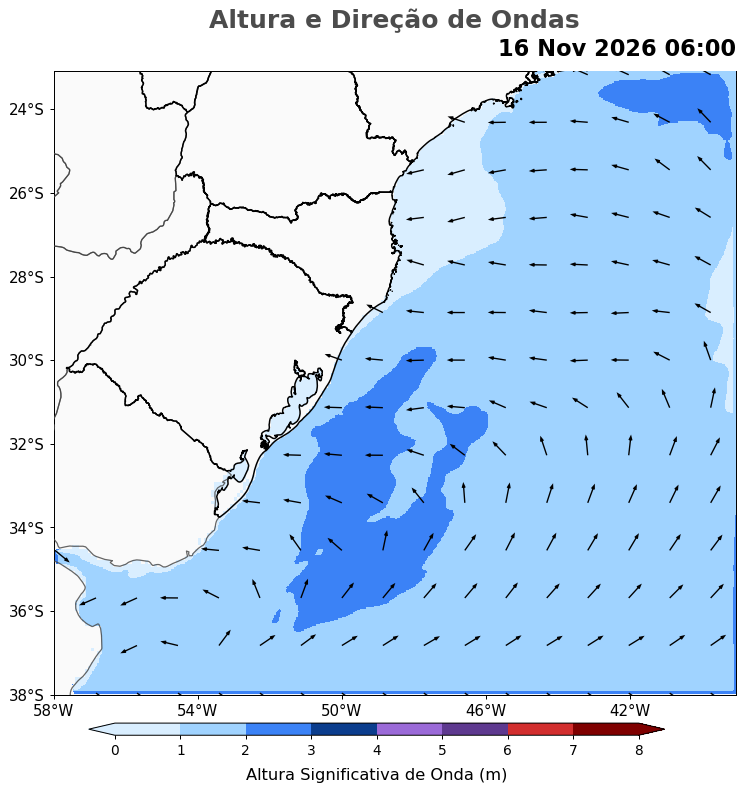 Altura e Direção de Ondas
16 Nov 2026 06:00
24°S
26°S
28°S
30°S
32°S
34°S
36°S
38°S
58°W 54°W 50°W 46°W 42°W
0 1 2 3 4 5 6 7 8
Altura Significativa de Onda (m)